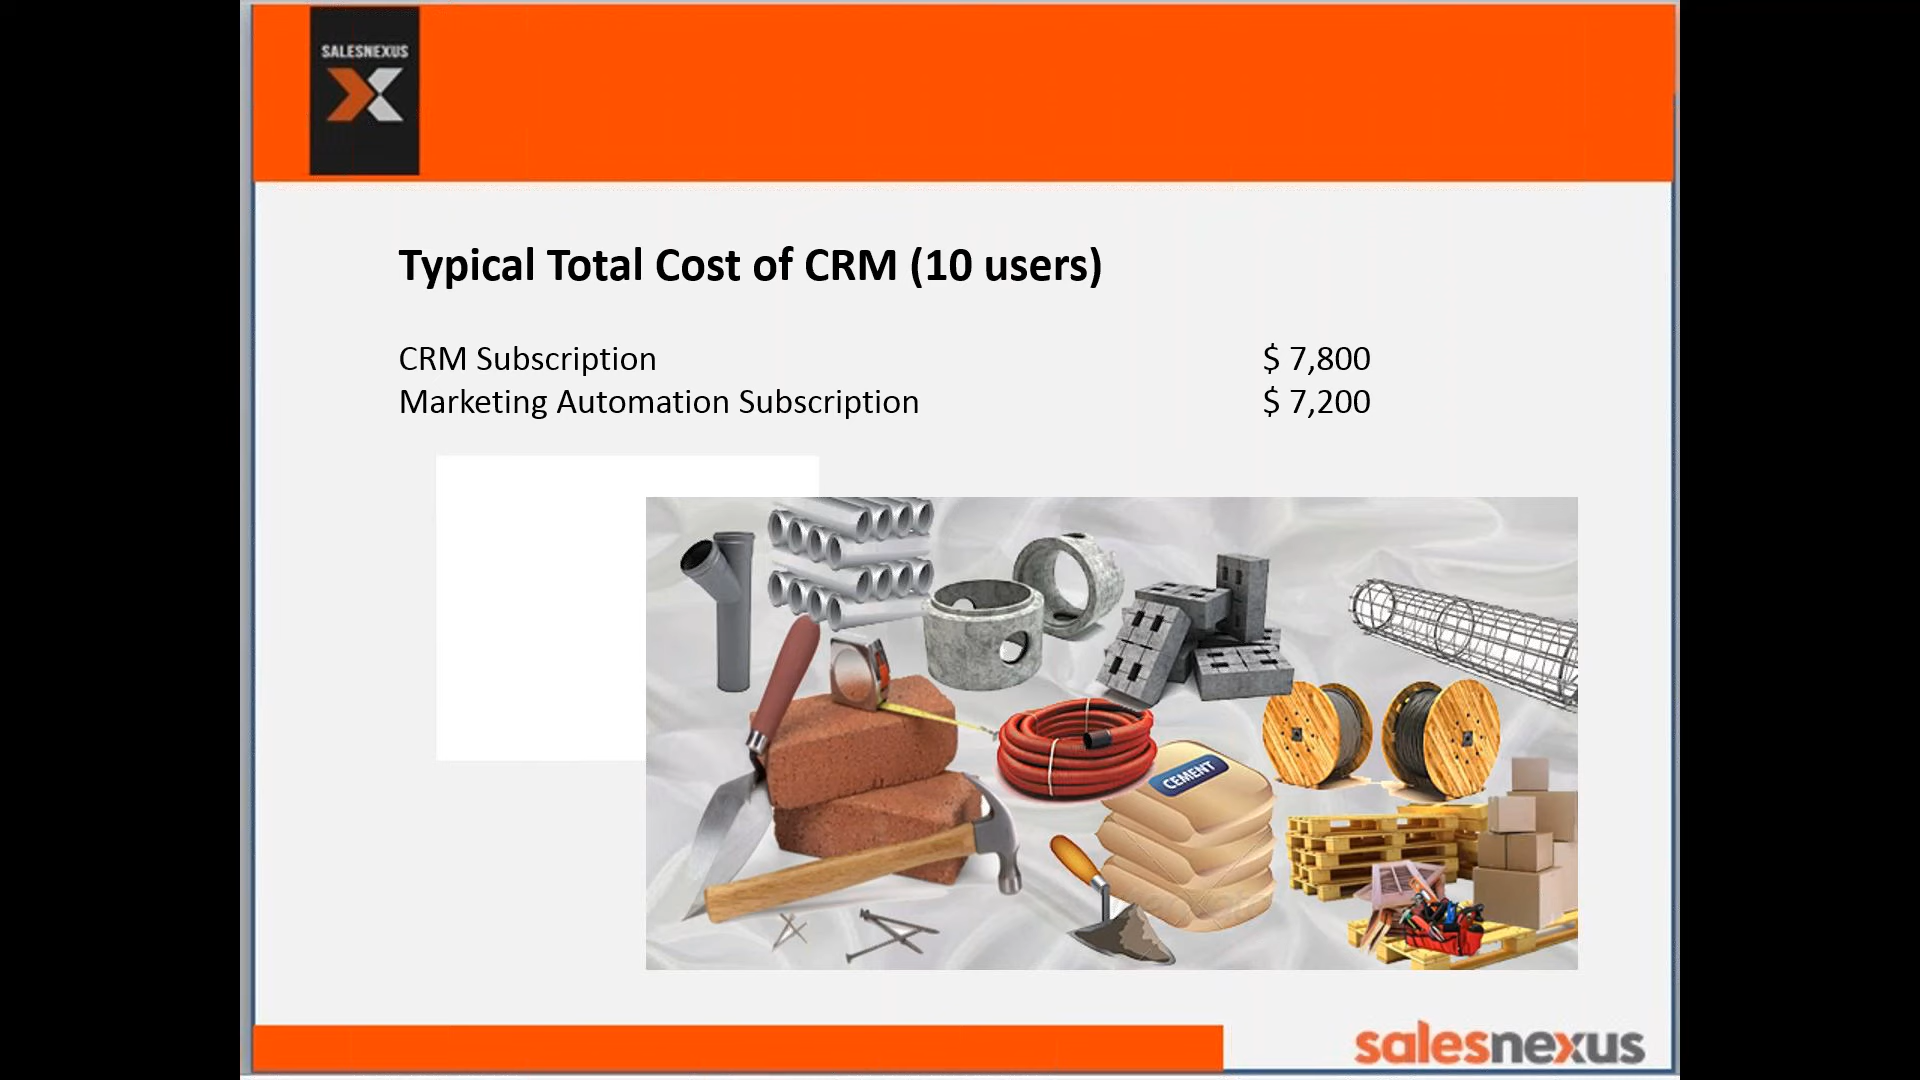 SALESNEXUS
Typical Total Cost of CRM (10 users)
CRM Subscription $ 7,800
Marketing Automation Subscription $ 7,200
CEMENT
salesnexus